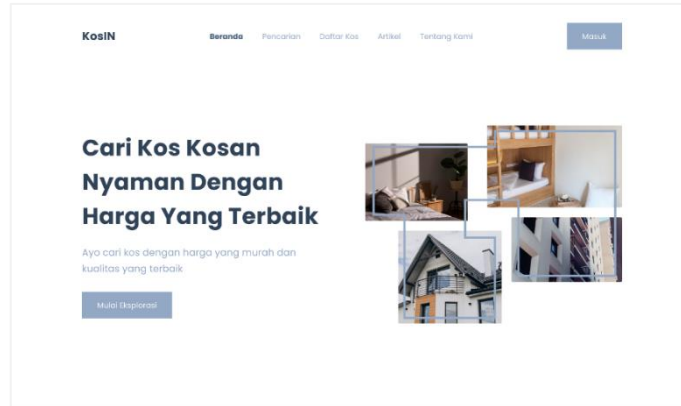 KosIN
Beranda
Pencarian
Daftar Kos
Artikel
Tentang Kami
Masuk
Cari Kos Kosan
Nyaman Dengan
Harga Yang Terbaik
Ayo cari kos dengan harga yang murah dan
kualitas yang terbaik
Mulai Eksplorasi